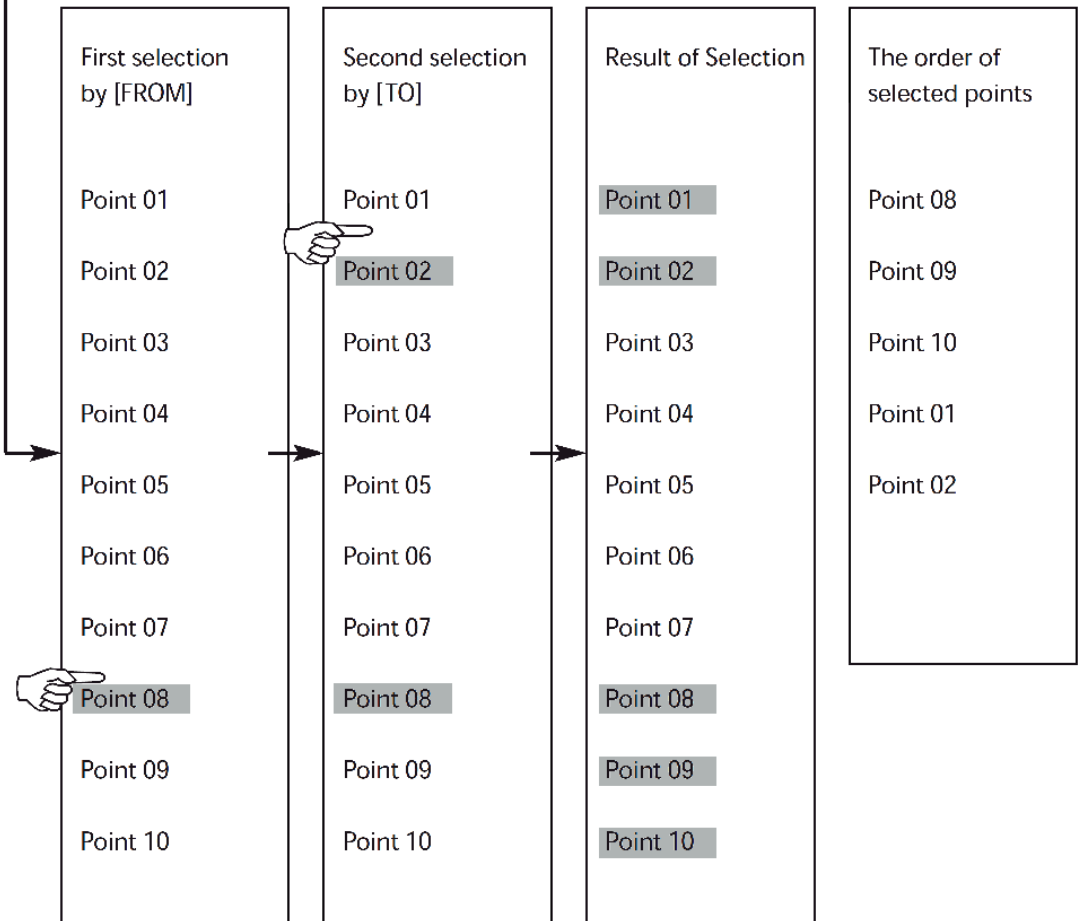 First selection
by [FROM]
Point 01
Point 02
Point 03
Point 04
Point 05
Point 06
Point 07
Point 08
Point 09
Point 10
Second selection
by [TO]
Point 01
Point 02
Point 03
Point 04
Point 05
Point 06
Point 07
Point 08
Point 09
Point 10
Result of Selection
Point 01
Point 02
Point 03
Point 04
Point 05
Point 06
Point 07
Point 08
Point 09
Point 10
The order of
selected points
Point 08
Point 09
Point 10
Point 01
Point 02